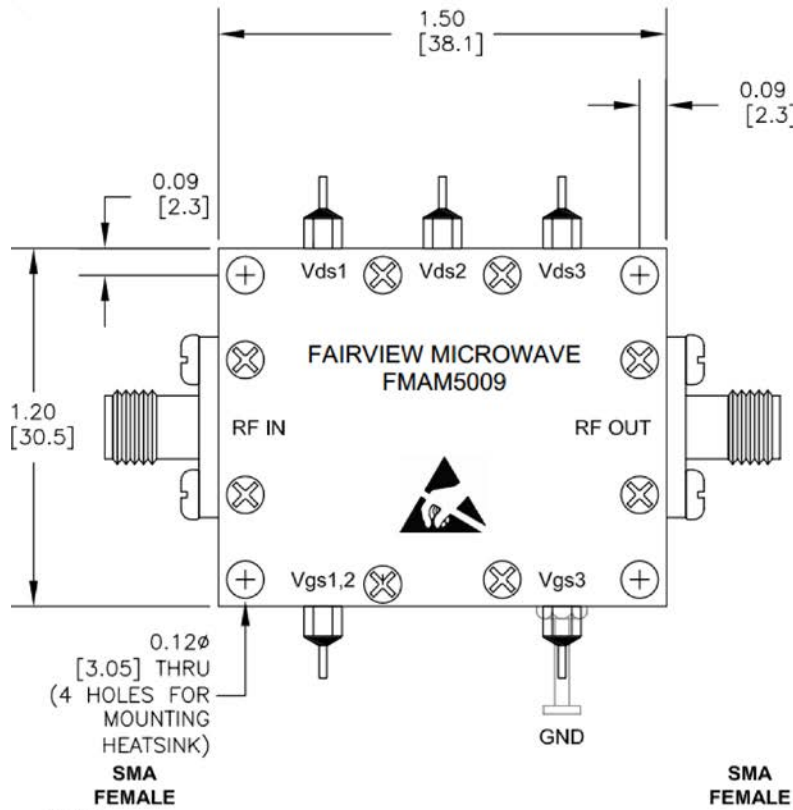 1.50
[38.1]
0.09
[2.3]
0.09
[2.3]
Vds1
Vds2
Vds3
FAIRVIEW MICROWAVE
FMAM5009
1.20
[30.5]
RF IN
RF OUT
Vgs1,2
Vgs3
0.12ø
[3.05] THRU
(4 HOLES FOR
MOUNTING
HEATSINK)
GND
SMA
FEMALE
SMA
FEMALE